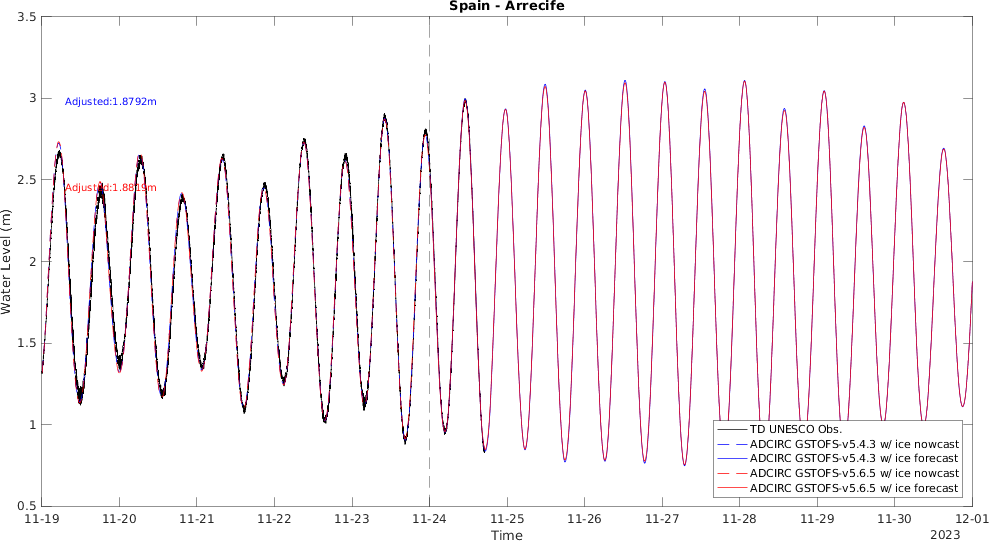 Spain - Arrecife
3.5
3
2.5
2
1.5
1
0.5
Water Level (m)
Adjusted:1.8792m
Adjusted:1.8819m
TD UNESCO Obs.
ADCIRC GSTOFS-v5.4.3 w/ ice nowcast
ADCIRC GSTOFS-v5.4.3 w/ ice forecast
ADCIRC GSTOFS-v5.6.5 w/ ice nowcast
ADCIRC GSTOFS-v5.6.5 w/ ice forecast
11-19 11-20 11-21 11-22 11-23 11-24 11-25 11-26 11-27 11-28 11-29 11-30 12-01
Time
2023